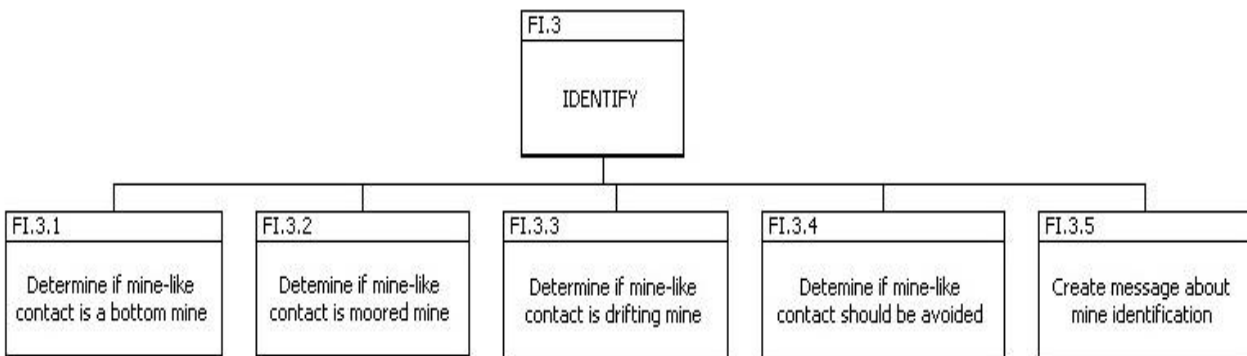 FI.3
IDENTIFY
FI.3.1
Determine if mine-like
contact is a bottom mine
FI.3.2
Detemine if mine-like
contact is moored mine
FI.3.3
Determine if mine-like
contact is drifting mine
FI.3.4
Detemine if mine-like
contact should be avoided
FI.3.5
Create message about
mine identification